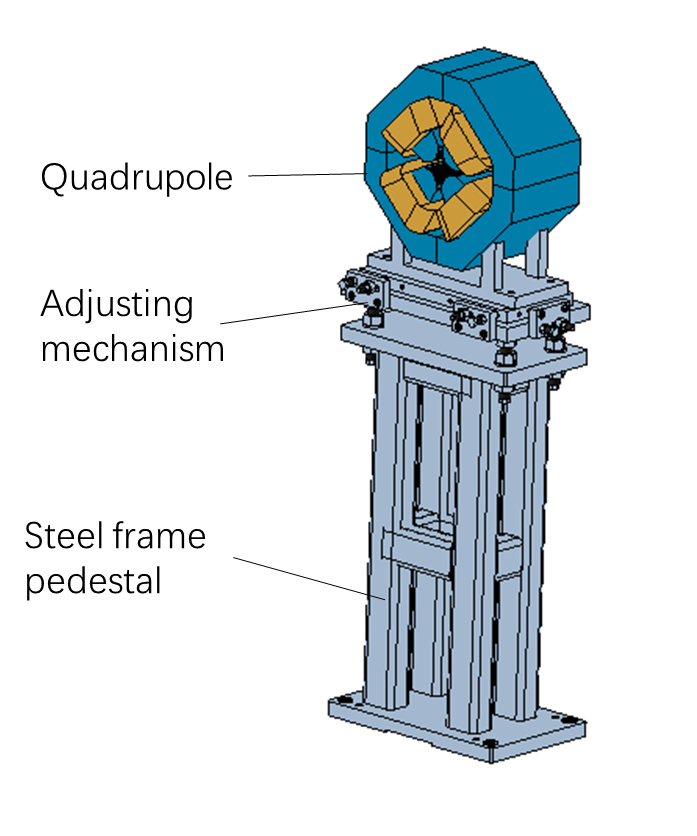 Quadrupole
Adjusting
mechanism
Steel frame
pedestal